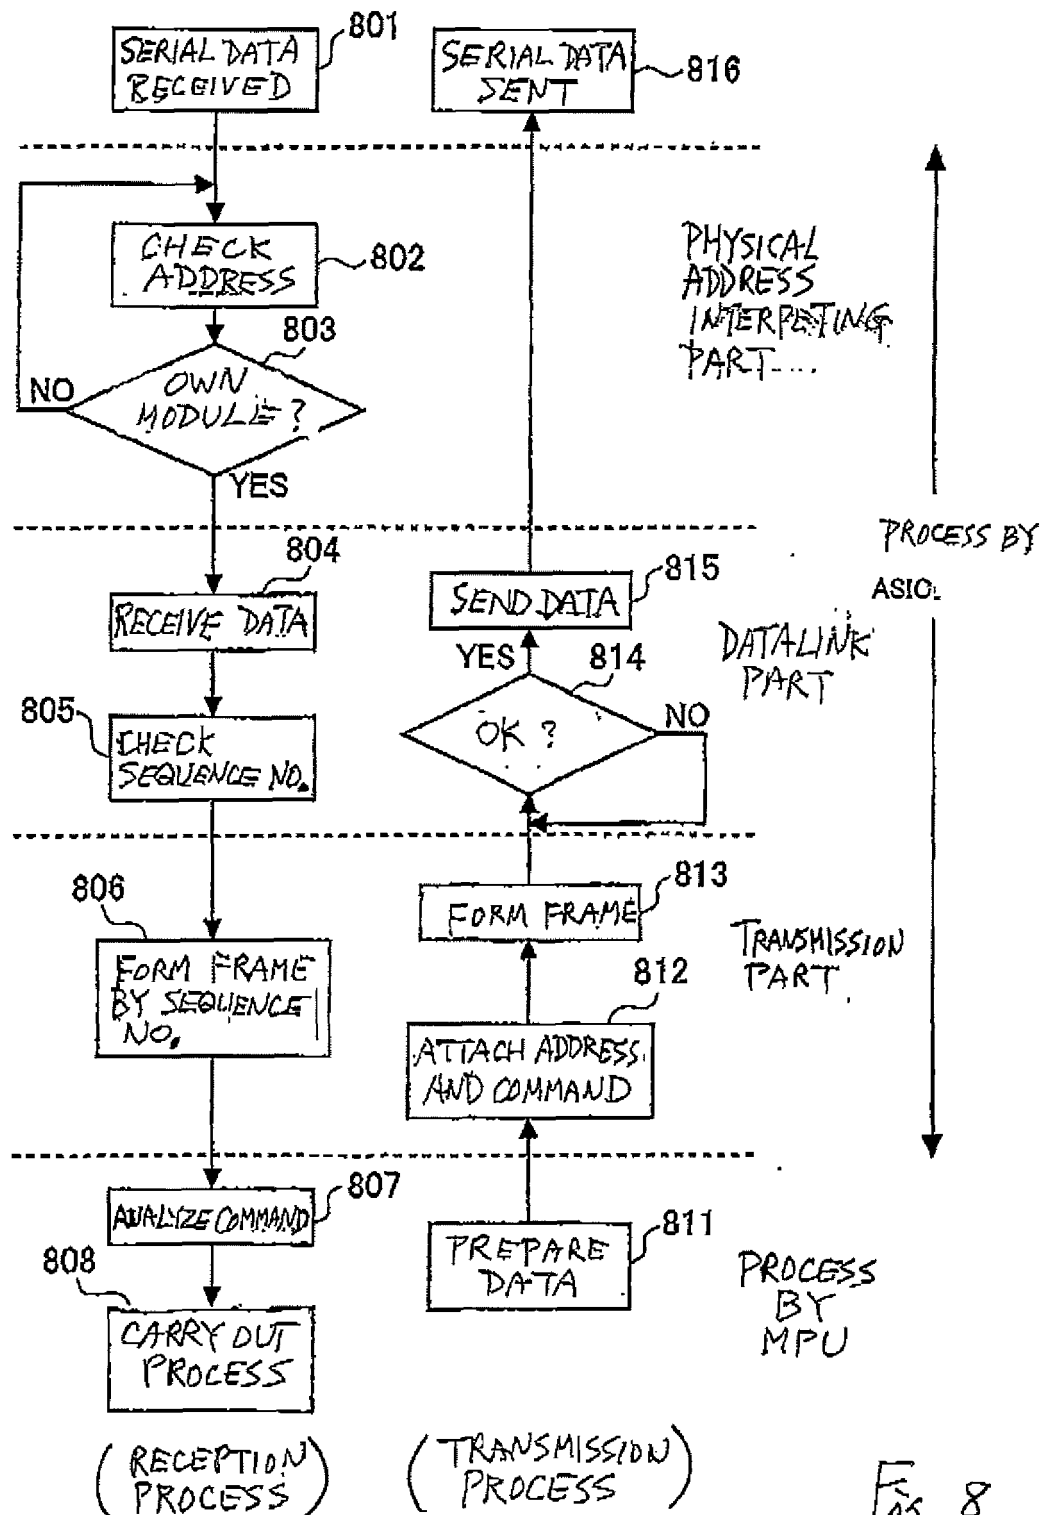 SERIAL DATA
RECEIVED
801
SERIAL DATA
SENT
816
CHECK
ADDRESS
802
803
OWN
MODULE?
NO
YES
PHYSICAL
ADDRESS
INTERPETING
PART....
804
RECEIVE DATA
805
CHECK
SEQUENCE NO.
815
SEND DATA
YES
814
OK?
NO
DATALINK
PART
PROCESS BY
ASIC.
806
FORM FRAME
BY SEQUENCE
NO.
813
FORM FRAME
812
ATTACH ADDRESS
AND COMMAND
TRANSMISSION
PART
807
ANALYZE COMMAND
808
CARRY OUT
PROCESS
811
PREPARE
DATA
PROCESS
BY
MPU
(RECEPTION
PROCESS)
(TRANSMISSION
PROCESS)
FIG. 8